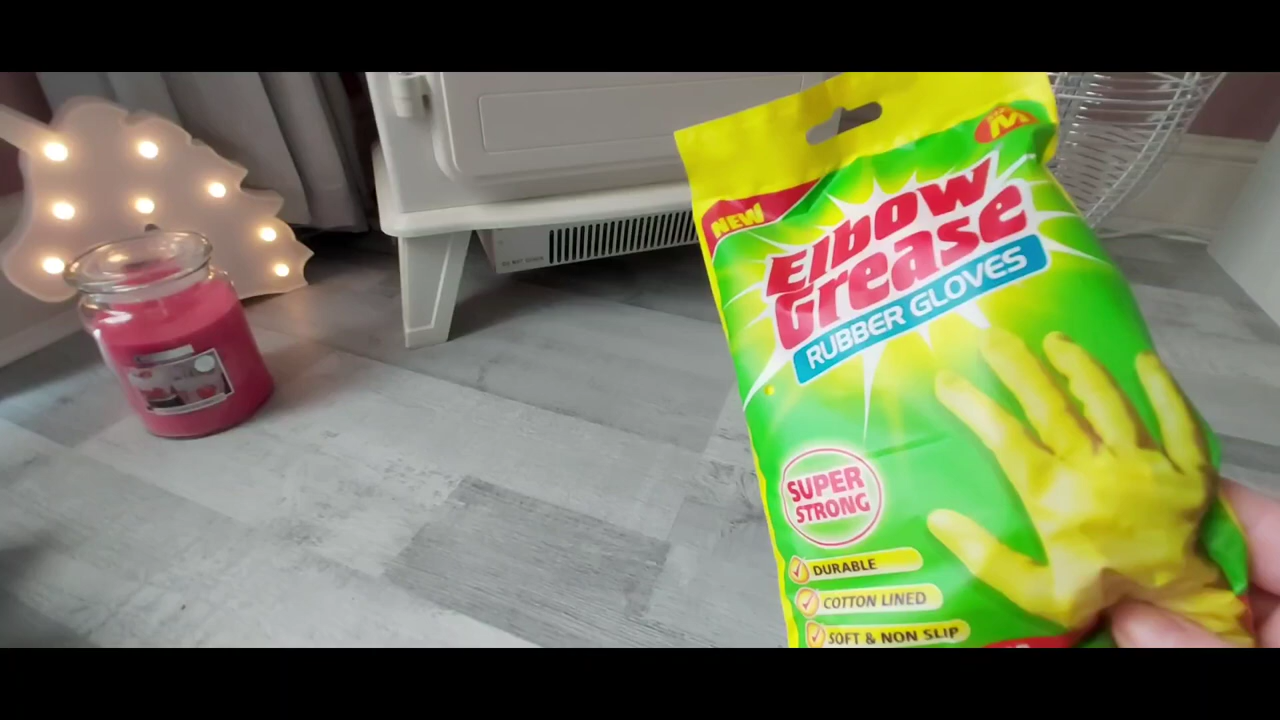 NEW
Elbow
Grease
RUBBER GLOVES
SUPER
STRONG
DURABLE
COTTON LINED
SOFT & NON SLIP